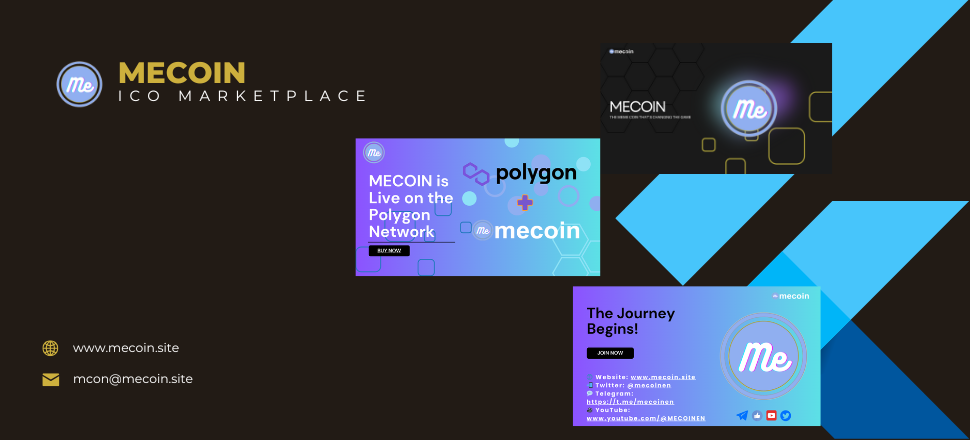 Me
MECOIN
ICO MARKETPLACE
mecoin
MECOIN
THE MEME COIN THAT'S CHANGING THE GAME
Me
Me
MECOIN is
Live on the
Polygon
Network
BUY NOW
polygon
+
Me mecoin
mecoin
The Journey
Begins!
JOIN NOW
Me
Website: www.mecoin.site
Twitter: @mecoinen
Telegram:
https://t.me/mecoinen
YouTube:
www.youtube.com/@MECOINEN
www.mecoin.site
mcon@mecoin.site